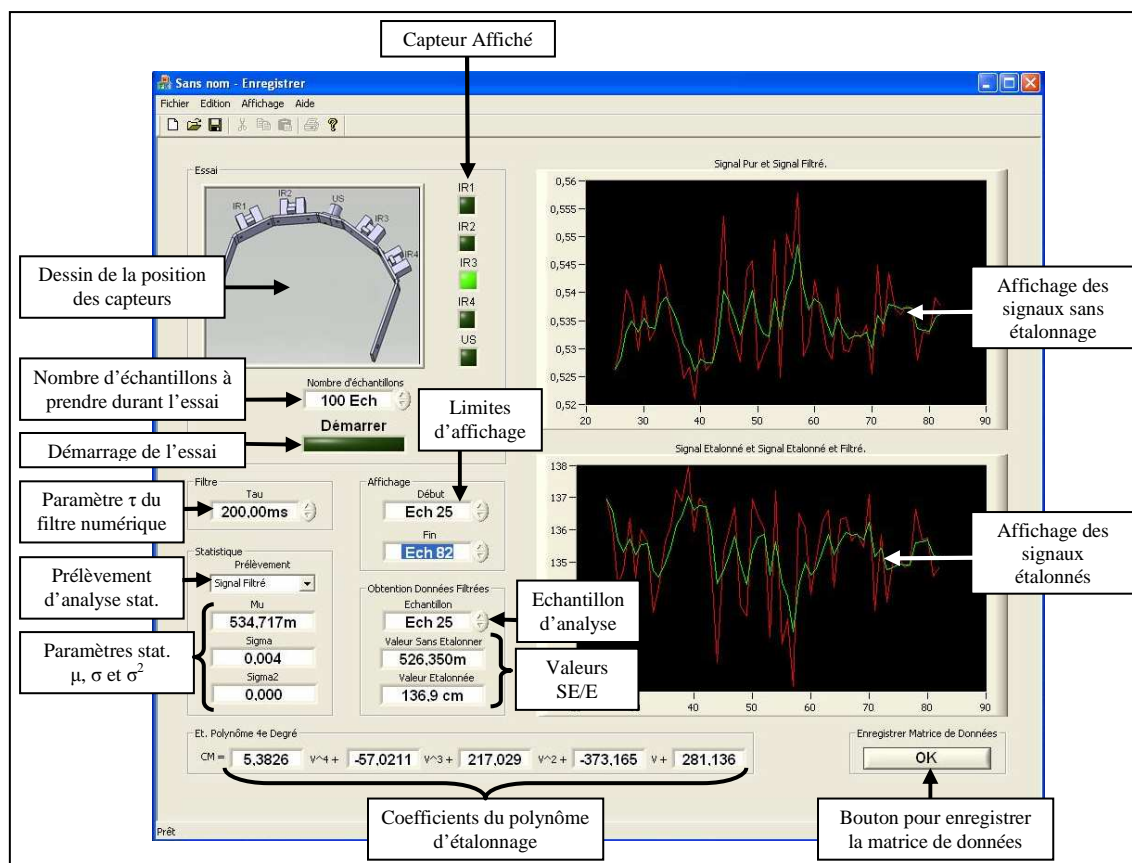 Capteur Affiché
Sans nom - Enregistrer
Fichier Edition Affichage Aide
Essai
IR1
IR2
US
IR3
IR4
IR1
IR2
IR3
IR4
US
Dessin de la position
des capteurs
Nombre d'échantillons à
prendre durant l'essai
Nombre d'échantillons
100 Ech
Démarrer
Démarrage de l'essai
Limites
d'affichage
Signal Pur et Signal Filtré.
0,56
0,555
0,55
0,545
0,54
0,535
0,53
0,525
0,52
20 30 40 50 60 70 80 90
Affichage des
signaux sans
étalonnage
Filtre
Tau
200,00ms
Paramètre τ du
filtre numérique
Affichage
Début
Ech 25
Fin
Ech 82
Statistique
Prélèvement
Signal Filtré
Mu
534,717m
Sigma
0,004
Sigma2
0,000
Prélèvement
d'analyse stat.
Paramètres stat.
μ, σ et σ²
Obtention Données Filtrées
Echantillon
Ech 25
Valeur Sans Etalonner
526,350m
Valeur Etalonnée
136,9 cm
Echantillon
d'analyse
Valeurs
SE/E
Signal Etalonné et Signal Etalonné et Filtré.
138
137
136
135
30 40 50 60 70 80 90
Affichage des
signaux
étalonnés
Et. Polynôme 4e Degré
CM = 5,3826 V^4 + -57,0211 V^3 + 217,029 V^2 + -373,165 V + 281,136
Enregistrer Matrice de Données
OK
Coefficients du polynôme
d'étalonnage
Bouton pour enregistrer
la matrice de données
Prêt